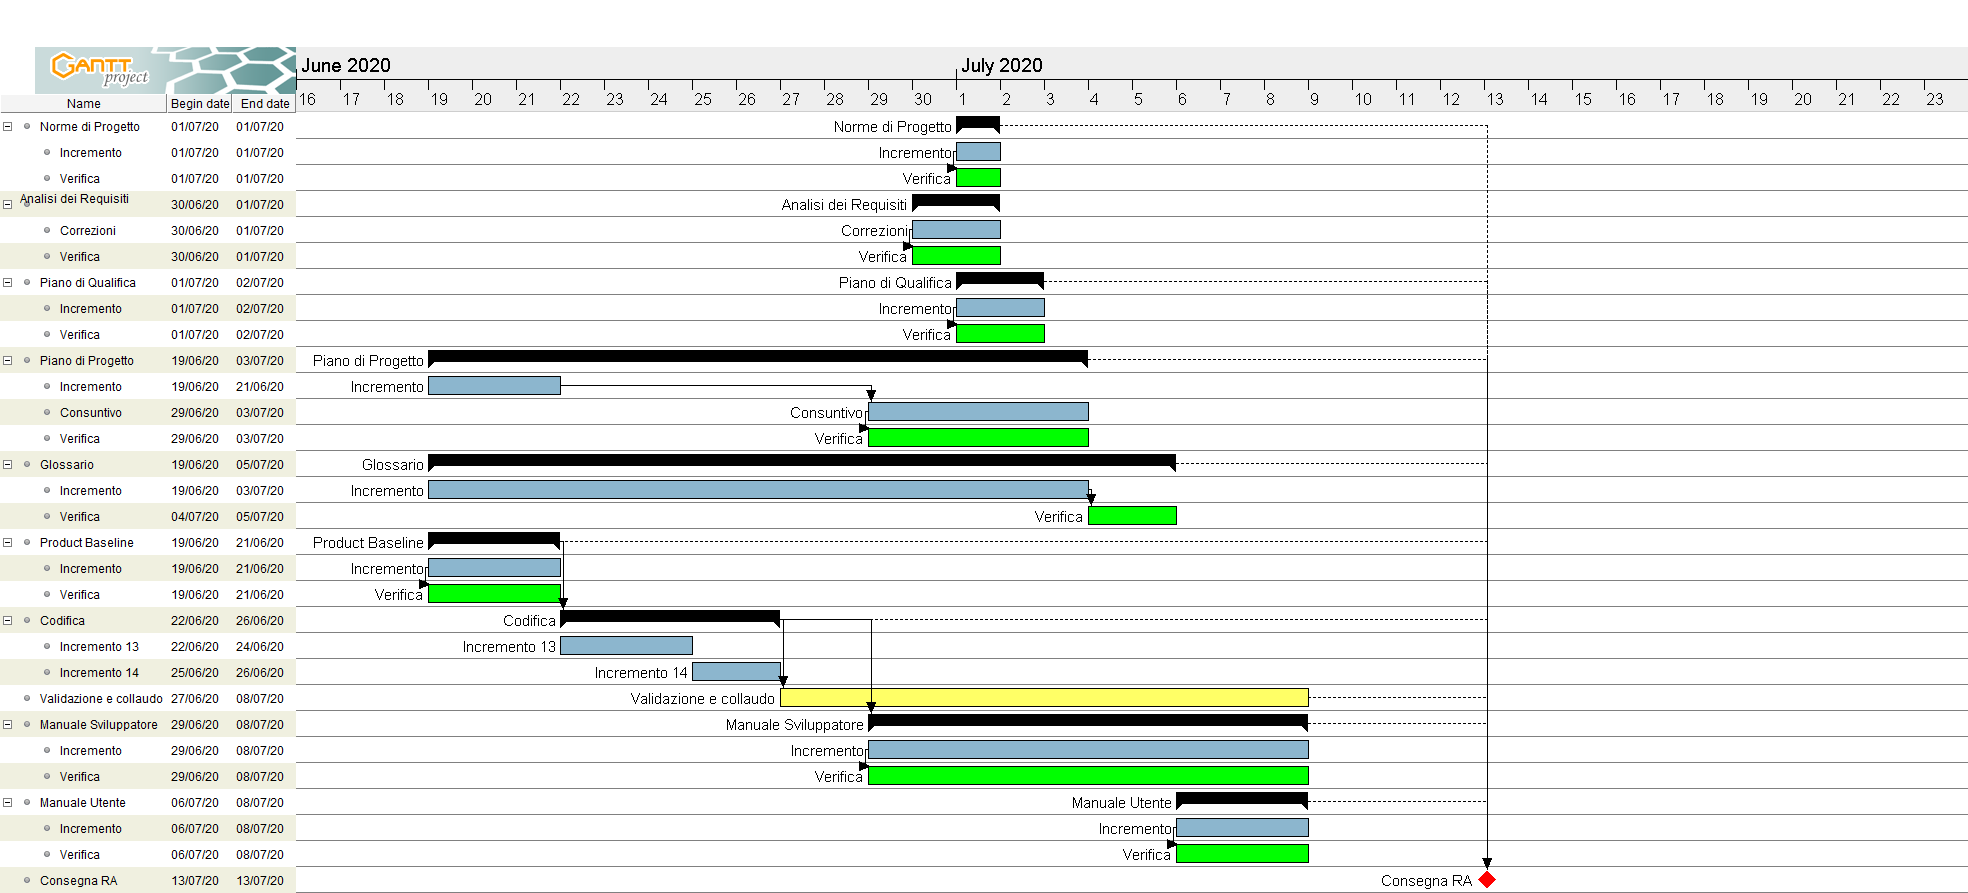 GANTT
project
June 2020
July 2020
Name Begin date End date
16 17 18 19 20 21 22 23 24 25 26 27 28 29 30 1 2 3 4 5 6 7 8 9 10 11 12 13 14 15 16 17 18 19 20 21 22 23
Norme di Progetto 01/07/20 01/07/20 Norme di Progetto
Incremento 01/07/20 01/07/20 Incremento
Verifica 01/07/20 01/07/20 Verifica
Analisi dei Requisiti 30/06/20 01/07/20 Analisi dei Requisiti
Correzioni 30/06/20 01/07/20 Correzioni
Verifica 30/06/20 01/07/20 Verifica
Piano di Qualifica 01/07/20 02/07/20 Piano di Qualifica
Incremento 01/07/20 02/07/20 Incremento
Verifica 01/07/20 02/07/20 Verifica
Piano di Progetto 19/06/20 03/07/20 Piano di Progetto
Incremento 19/06/20 21/06/20 Incremento
Consuntivo 29/06/20 03/07/20 Consuntivo
Verifica 29/06/20 03/07/20 Verifica
Glossario 19/06/20 05/07/20 Glossario
Incremento 19/06/20 03/07/20 Incremento
Verifica 04/07/20 05/07/20 Verifica
Product Baseline 19/06/20 21/06/20 Product Baseline
Incremento 19/06/20 21/06/20 Incremento
Verifica 19/06/20 21/06/20 Verifica
Codifica 22/06/20 26/06/20 Codifica
Incremento 13 22/06/20 24/06/20 Incremento 13
Incremento 14 25/06/20 26/06/20 Incremento 14
Validazione e collaudo 27/06/20 08/07/20 Validazione e collaudo
Manuale Sviluppatore 29/06/20 08/07/20 Manuale Sviluppatore
Incremento 29/06/20 08/07/20 Incremento
Verifica 29/06/20 08/07/20 Verifica
Manuale Utente 06/07/20 08/07/20 Manuale Utente
Incremento 06/07/20 08/07/20 Incremento
Verifica 06/07/20 08/07/20 Verifica
Consegna RA 13/07/20 13/07/20 Consegna RA